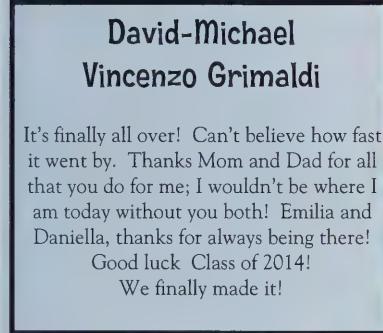 David-Michael
Vincenzo Grimaldi
It's finally all over! Can't believe how fast
it went by. Thanks Mom and Dad for all
that you do for me; I wouldn't be where I
am today without you both! Emilia and
Daniella, thanks for always being there!
Good luck Class of 2014!
We finally made it!